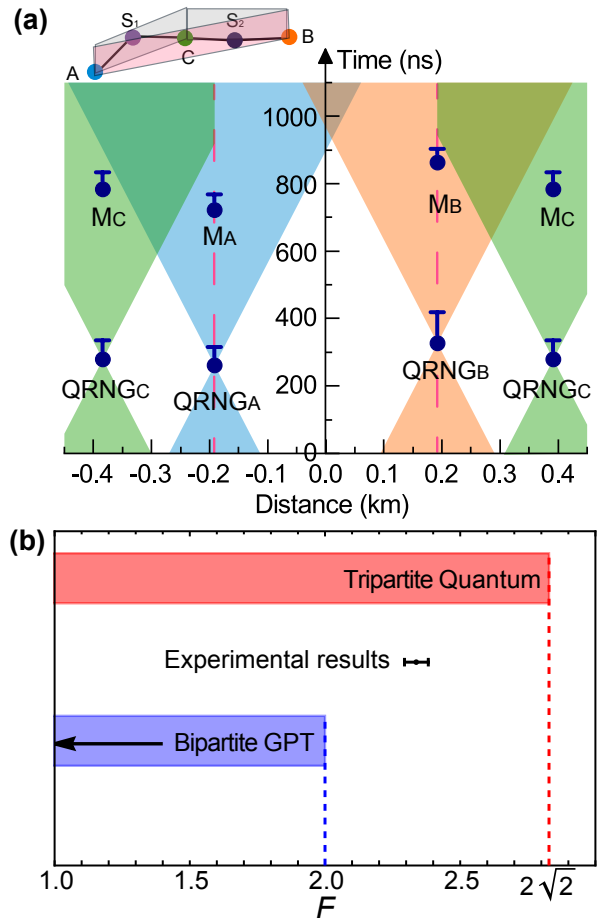 (a)
S1
S2
A
C
B
Time (ns)
1000
800
600
400
200
0
MC
MA
MB
MC
QRNGC
QRNGA
QRNGB
QRNGC
-0.4 -0.3 -0.2 -0.1 0.0 0.1 0.2 0.3 0.4
Distance (km)
(b)
Tripartite Quantum
Experimental results
Bipartite GPT
1.0 1.5 2.0 2.5 2√2
F